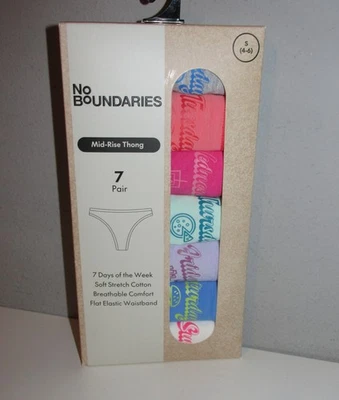 No
BoUNDARIES
S
(4-6)
Mid-Rise Thong
7
Pair
7 Days of the Week
Soft Stretch Cotton
Breathable Comfort
Flat Elastic Waistband